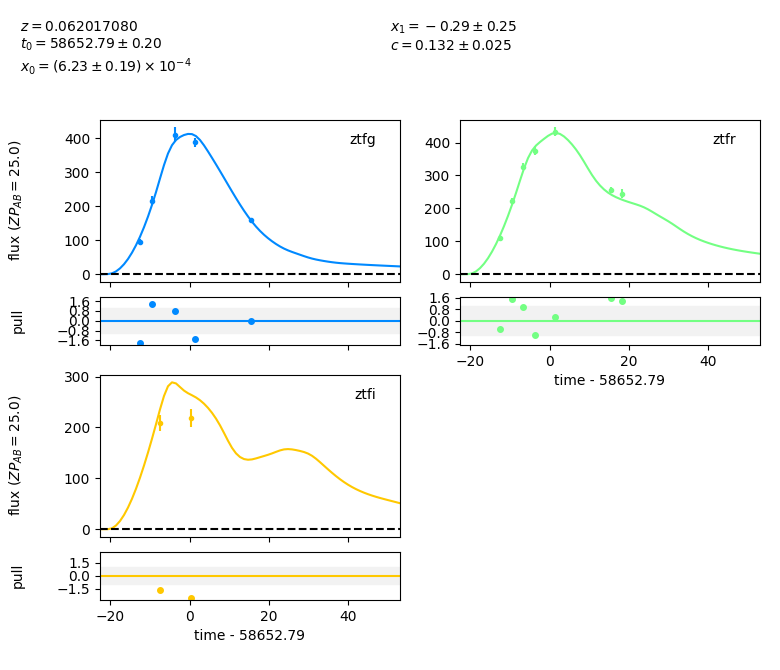 z = 0.062017080
t₀ = 58652.79 ± 0.20
x₀ = (6.23 ± 0.19) × 10⁻⁴
x₁ = −0.29 ± 0.25
c = 0.132 ± 0.025
flux (ZP_AB = 25.0)
400
300
200
100
0
ztfg
400
300
200
100
0
ztfr
pull
1.6
0.8
0.0
−0.8
−1.6
1.6
0.8
0.0
−0.8
−1.6
−20 0 20 40
time - 58652.79
flux (ZP_AB = 25.0)
300
200
100
0
ztfi
pull
1.5
0.0
−1.5
−20 0 20 40
time - 58652.79